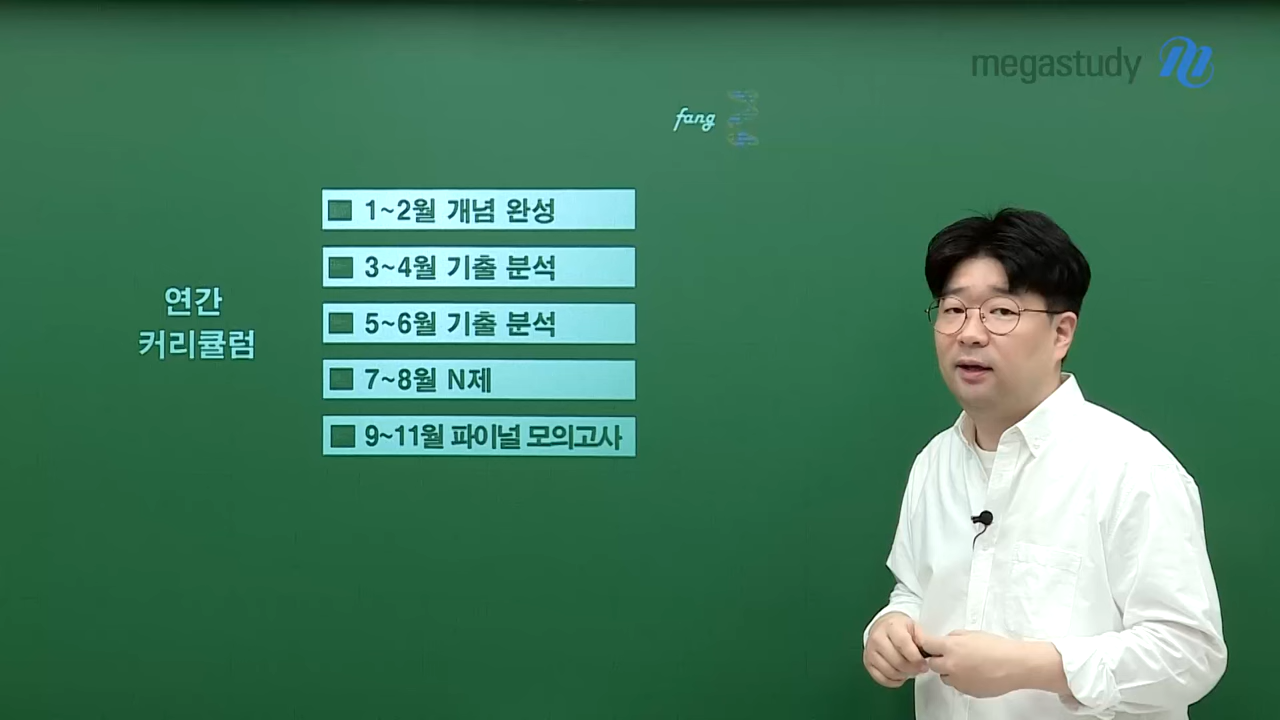 megastudy
fang
연간
커리큘럼
1~2월 개념 완성
3~4월 기출 분석
5~6월 기출 분석
7~8월 N제
9~11월 파이널 모의고사